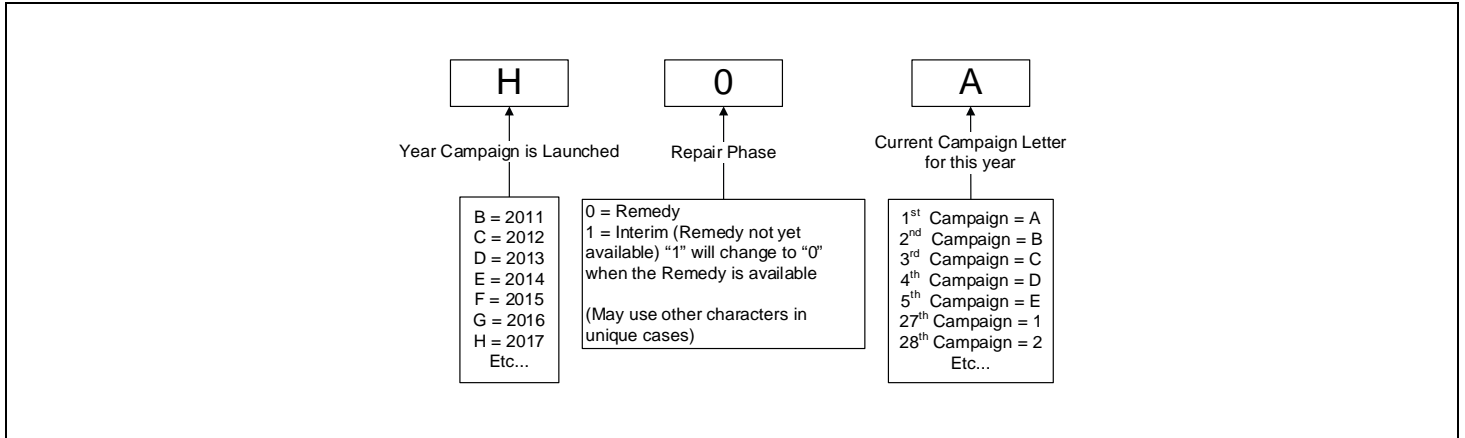 H
0
A
Year Campaign is Launched
Repair Phase
Current Campaign Letter
for this year
B = 2011
C = 2012
D = 2013
E = 2014
F = 2015
G = 2016
H = 2017
Etc...
0 = Remedy
1 = Interim (Remedy not yet
available) “1” will change to “0”
when the Remedy is available
(May use other characters in
unique cases)
1st Campaign = A
2nd Campaign = B
3rd Campaign = C
4th Campaign = D
5th Campaign = E
27th Campaign = 1
28th Campaign = 2
Etc...